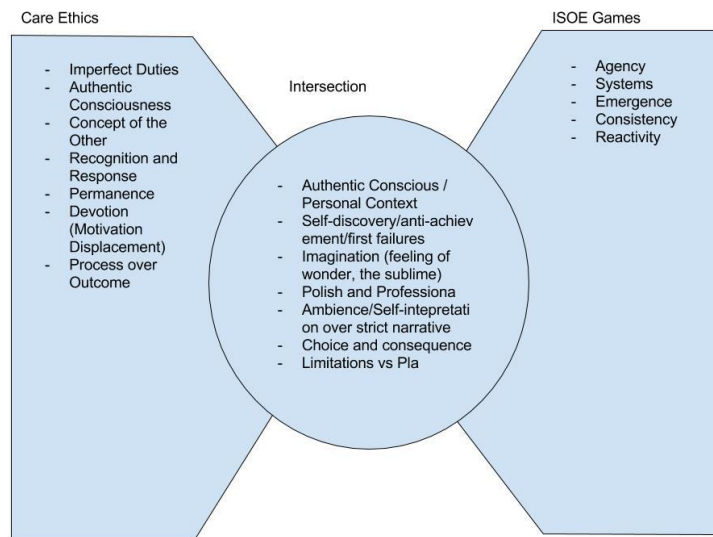 Care Ethics
- Imperfect Duties
- Authentic
Consciousness
- Concept of the
Other
- Recognition and
Response
- Permanence
- Devotion
(Motivation
Displacement)
- Process over
Outcome
Intersection
- Authentic Conscious /
Personal Context
- Self-discovery/anti-achiev
ement/first failures
- Imagination (feeling of
wonder, the sublime)
- Polish and Professiona
- Ambience/Self-intepretati
on over strict narrative
- Choice and consequence
- Limitations vs Pla
ISOE Games
- Agency
- Systems
- Emergence
- Consistency
- Reactivity